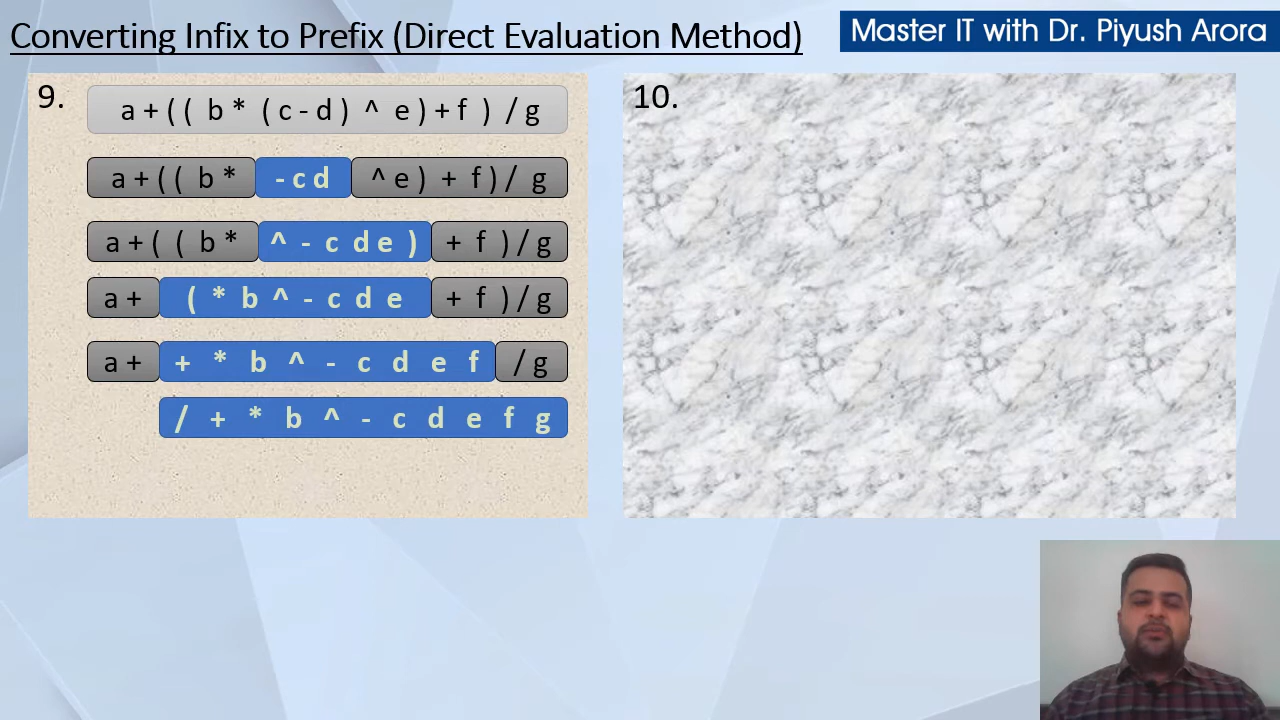 Converting Infix to Prefix (Direct Evaluation Method)
Master IT with Dr. Piyush Arora
9.
a + ( ( b * ( c - d ) ^ e ) + f ) / g
a + ( ( b * - c d ^ e ) + f ) / g
a + ( ( b * ^ - c d e ) + f ) / g
a + ( * b ^ - c d e + f ) / g
a + + * b ^ - c d e f / g
/ + * b ^ - c d e f g
10.